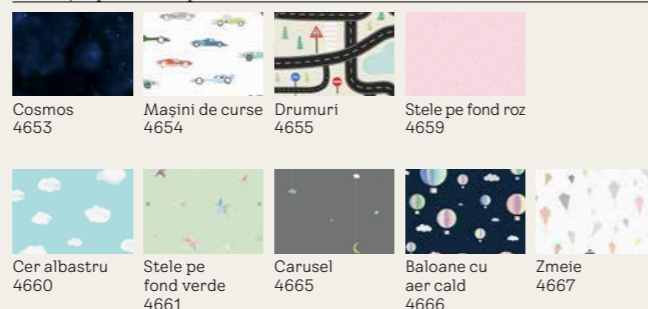 Cosmos
4653
Mașini de curse
4654
Drumuri
4655
Stele pe fond roz
4659
Cer albastru
4660
Stele pe
fond verde
4661
Carusel
4665
Baloane cu
aer cald
4666
Zmeie
4667